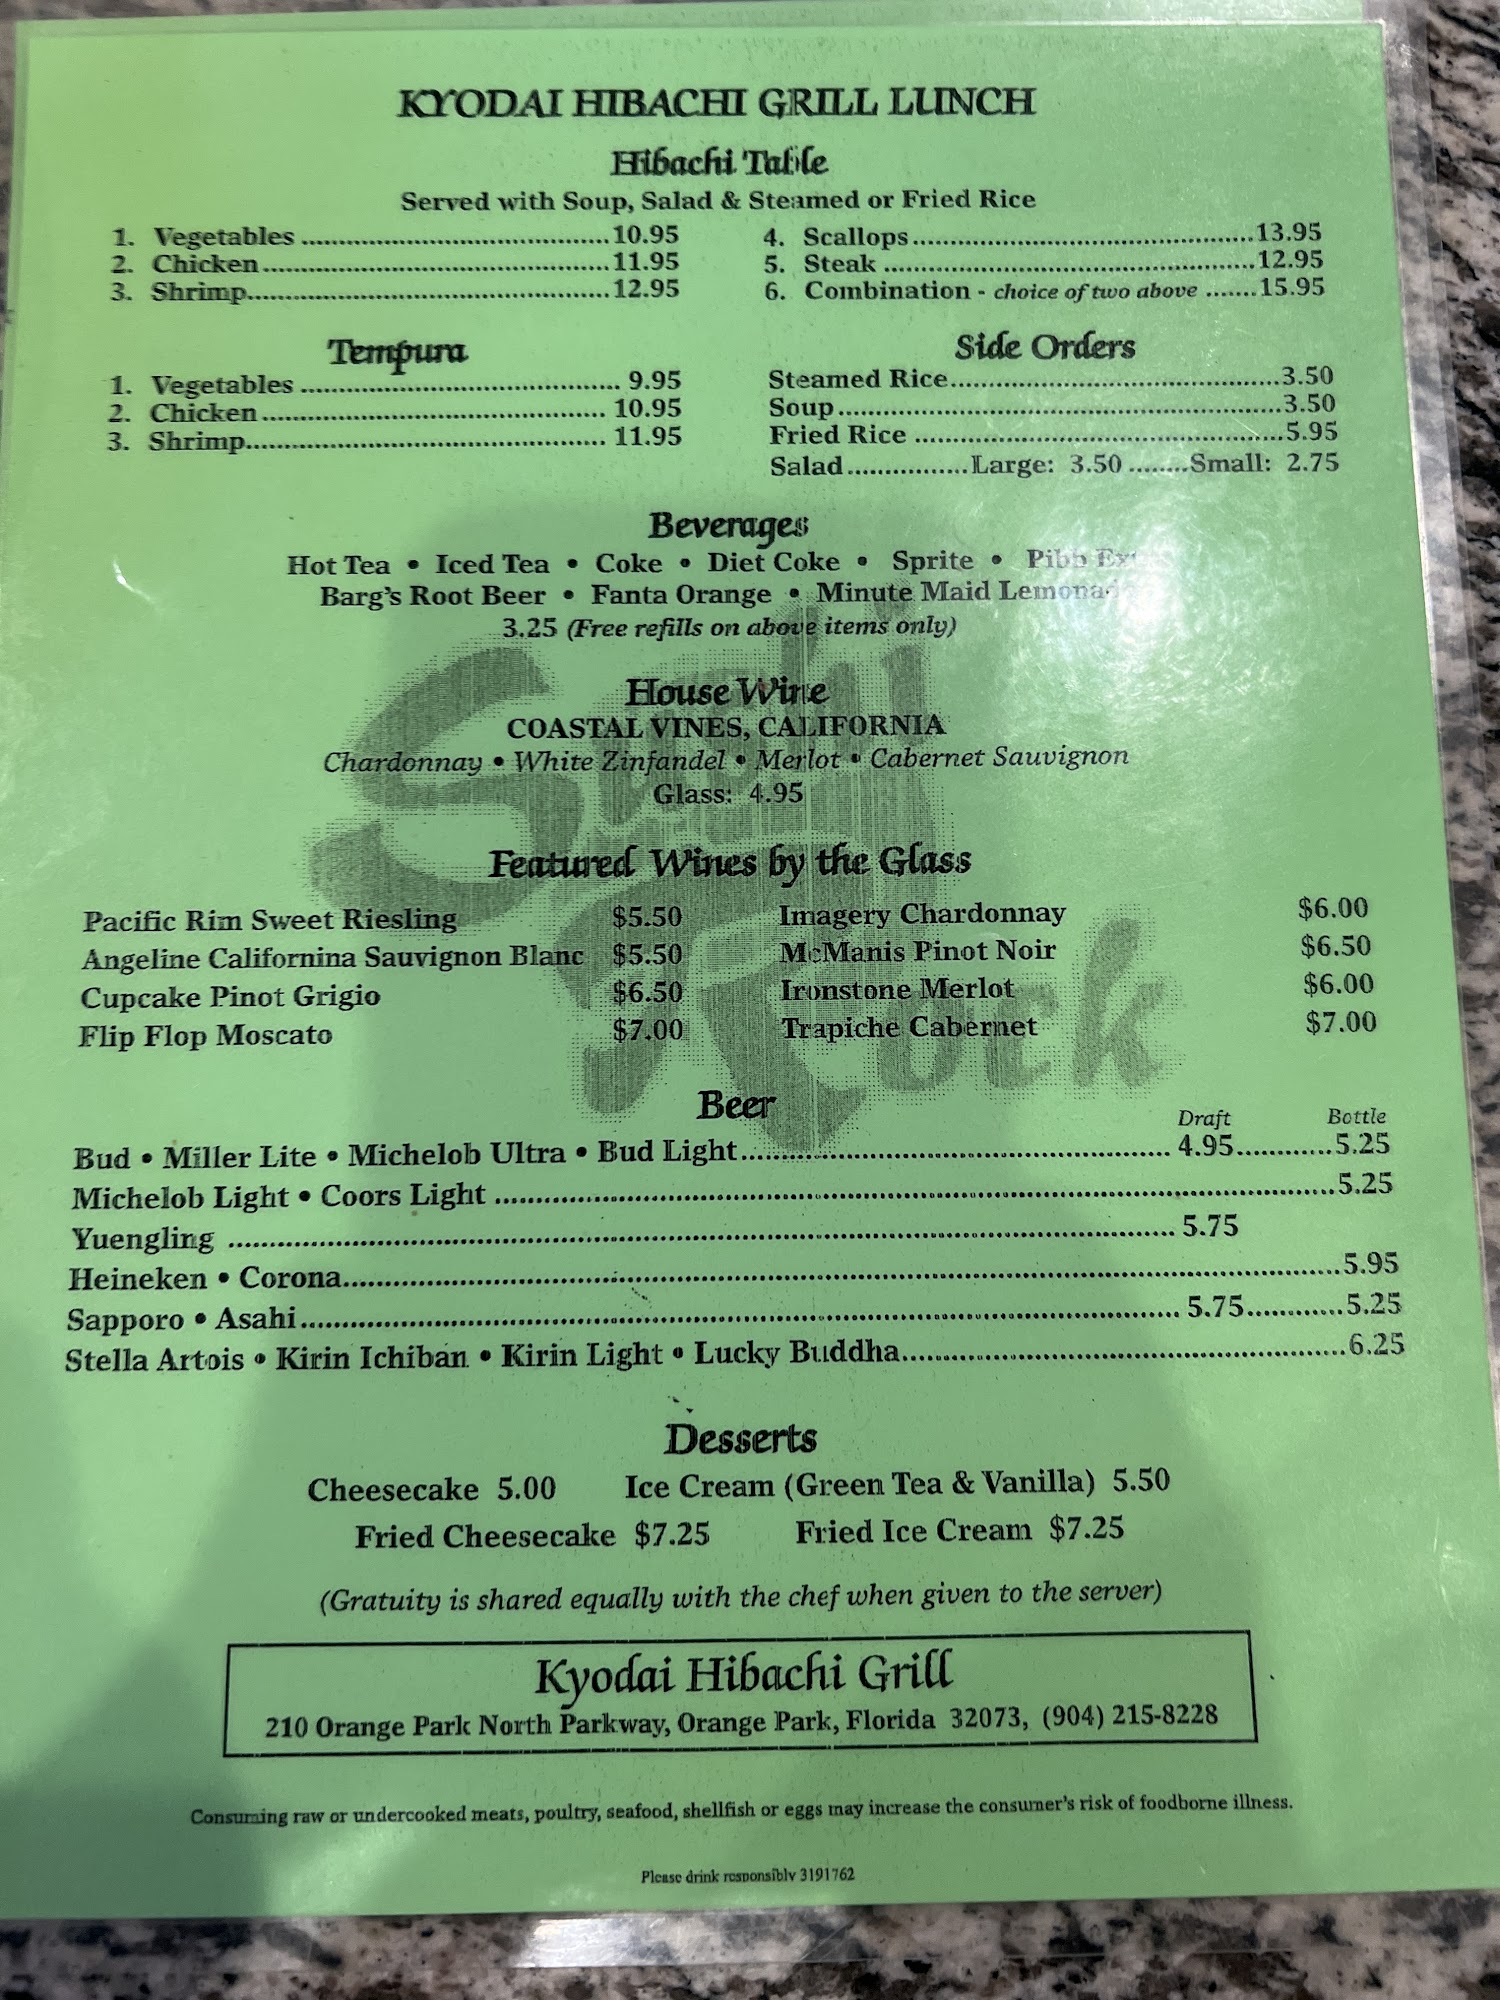 KYODAI HIBACHI GRILL LUNCH
Hibachi Table
Served with Soup, Salad & Steamed or Fried Rice
1. Vegetables ........ 10.95
2. Chicken ........ 11.95
3. Shrimp ........ 12.95
4. Scallops ........ 13.95
5. Steak ........ 12.95
6. Combination - choice of two above ....... 15.95
Tempura
1. Vegetables ........ 9.95
2. Chicken ........ 10.95
3. Shrimp ........ 11.95
Side Orders
Steamed Rice ........ 3.50
Soup ........ 3.50
Fried Rice ........ 5.95
Salad ........ Large: 3.50 ........ Small: 2.75
Beverages
Hot Tea • Iced Tea • Coke • Diet Coke • Sprite • Pibb
Barg's Root Beer • Fanta Orange • Minute Maid
3.25 (Free refills on above items only)
House Wine
COASTAL VINES, CALIFORNIA
Chardonnay • White Zinfandel • Merlot • Cabernet Sauvignon
Glass: 4.95
Sushi
Rock
Featured Wines by the Glass
Pacific Rim Sweet Riesling $5.50
Angeline Californina Sauvignon Blanc $5.50
Cupcake Pinot Grigio $6.50
Flip Flop Moscato $7.00
Imagery Chardonnay $6.00
McManis Pinot Noir $6.50
Ironstone Merlot $6.00
Trapiche Cabernet $7.00
Beer
Draft Bottle
Bud • Miller Lite • Michelob Ultra • Bud Light ........ 4.95 ........ 5.25
Michelob Light • Coors Light ........ 5.25
Yuengling ........ 5.75
Heineken • Corona ........ 5.95
Sapporo • Asahi ........ 5.75 ........ 5.25
Stella Artois • Kirin Ichiban • Kirin Light • Lucky Buddha ........ 6.25
Desserts
Cheesecake 5.00 Ice Cream (Green Tea & Vanilla) 5.50
Fried Cheesecake $7.25 Fried Ice Cream $7.25
(Gratuity is shared equally with the chef when given to the server)
Kyodai Hibachi Grill
210 Orange Park North Parkway, Orange Park, Florida 32073, (904) 215-8228
Consuming raw or undercooked meats, poultry, seafood, shellfish or eggs may increase the consumer's risk of foodborne illness.
Please drink responsibly 3191762